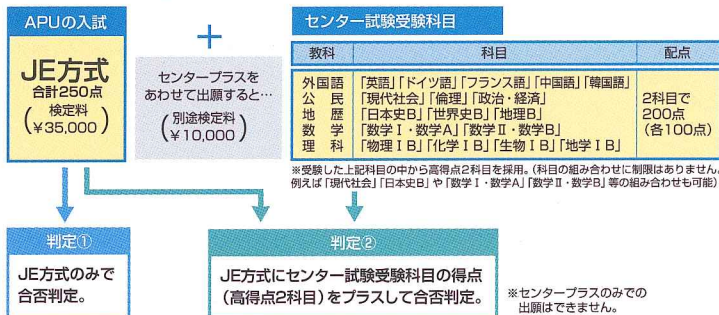 APUの入試
JE方式
合計250点
(検定料
¥35,000)
+
センタープラスを
あわせて出願すると…
(別途検定料
¥10,000)
センター試験受験科目
教科 科目 配点
外国語 「英語」「ドイツ語」「フランス語」「中国語」「韓国語」
公民 「現代社会」「倫理」「政治・経済」
地歴 「日本史B」「世界史B」「地理B」
数学 「数学Ⅰ・数学A」「数学Ⅱ・数学B」
理科 「物理ⅠB」「化学ⅠB」「生物ⅠB」「地学ⅠB」
2科目で
200点
(各100点)
※受験した上記科目の中から高得点2科目を採用。(科目の組み合わせに制限はありません。
例えば「現代社会」「日本史B」や「数学Ⅰ・数学A」「数学Ⅱ・数学B」等の組み合わせも可能)
判定①
JE方式のみで
合否判定。
判定②
JE方式にセンター試験受験科目の得点
(高得点2科目)をプラスして合否判定。
※センタープラスのみでの
出願はできません。